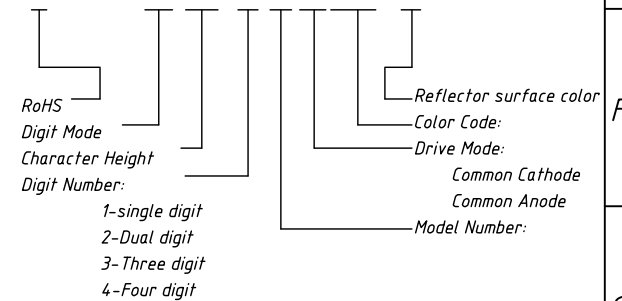 RoHS
Digit Mode
Character Height
Digit Number:
1-single digit
2-Dual digit
3-Three digit
4-Four digit
Reflector surface color
Color Code:
Drive Mode:
Common Cathode
Common Anode
Model Number: